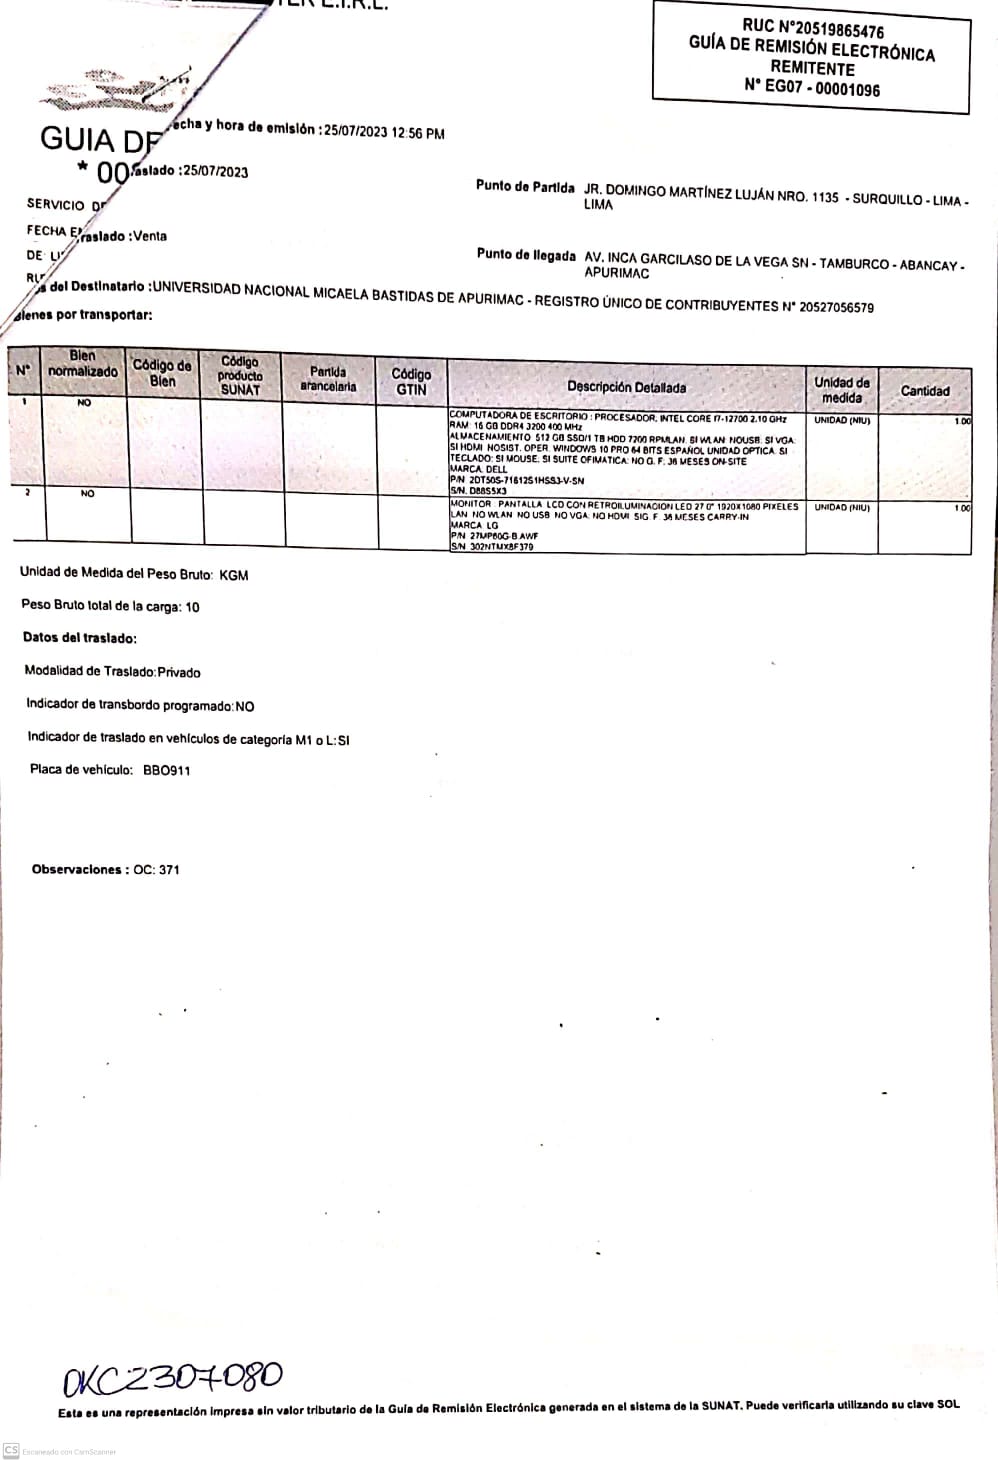 E.I.R.L.
RUC N°20519865476
GUÍA DE REMISIÓN ELECTRÓNICA
REMITENTE
N° EG07 - 00001096
GUIA DE
echa y hora de emisión :25/07/2023 12:56 PM
* 00
aslado :25/07/2023
Punto de Partida JR. DOMINGO MARTÍNEZ LUJÁN NRO. 1135 - SURQUILLO - LIMA -
LIMA
SERVICIO DE
FECHA E
raslado :Venta
DE L
Punto de llegada AV. INCA GARCILASO DE LA VEGA SN - TAMBURCO - ABANCAY -
APURIMAC
s del Destinatario :UNIVERSIDAD NACIONAL MICAELA BASTIDAS DE APURIMAC - REGISTRO ÚNICO DE CONTRIBUYENTES N° 20527056579
Bienes por transportar:
N° Bien normalizado Código de Bien Código producto SUNAT Partida arancelaria Código GTIN Descripción Detallada Unidad de medida Cantidad
1 NO COMPUTADORA DE ESCRITORIO : PROCESADOR. INTEL CORE I7-12700 2.10 GHz UNIDAD (NIU) 1.00
RAM: 16 GB DDR4 3200 400 MHz
ALMACENAMIENTO 512 GB SSD/1 TB HDD 7200 RPMLAN. SI WLAN NOUSB. SI VGA:
SI HDMI NOSIST. OPER. WINDOWS 10 PRO 64 BITS ESPAÑOL UNIDAD OPTICA. SI
TECLADO: SI MOUSE. SI SUITE OFIMATICA: NO G. F: 36 MESES ON-SITE
MARCA. DELL
P/N 2DT50S-7161251HSS3-V-SN
S/N. D88S5X3
2 NO MONITOR PANTALLA LCD CON RETROILUMINACION LED 27 0" 1920X1080 PIXELES UNIDAD (NIU) 1.00
LAN NO WLAN NO USB NO VGA. NO HDMI SIG. F. 36 MESES CARRY-IN
MARCA LG
P/N 27MP60G-B.AWF
S/N 302NTMX8F379
Unidad de Medida del Peso Bruto: KGM
Peso Bruto total de la carga: 10
Datos del traslado:
Modalidad de Traslado:Privado
Indicador de transbordo programado:NO
Indicador de traslado en vehículos de categoría M1 o L:SI
Placa de vehículo: BBO911
Observaciones : OC: 371
OKC2307080
Esta es una representación impresa sin valor tributario de la Guía de Remisión Electrónica generada en el sistema de la SUNAT. Puede verificarla utilizando su clave SOL
CS Escaneado con CamScanner